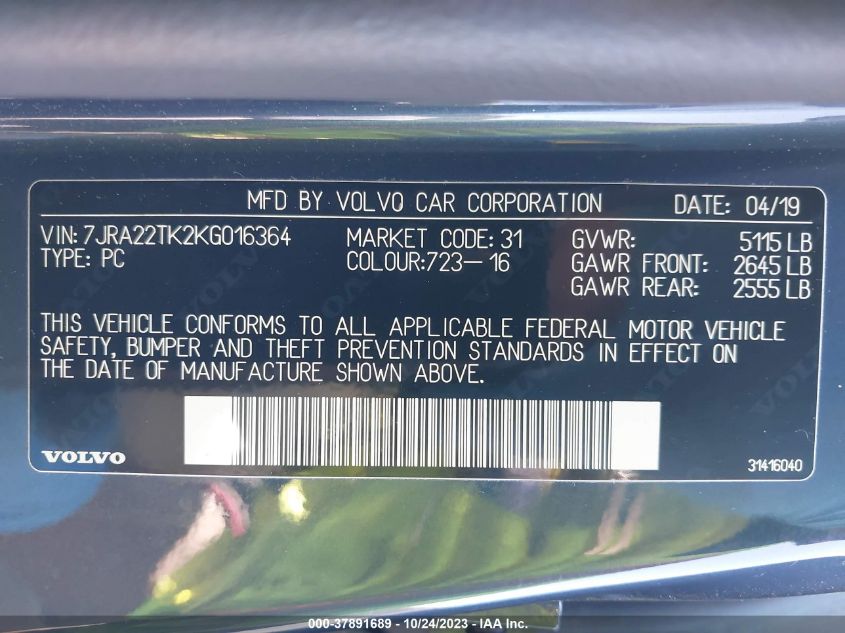 MFD BY VOLVO CAR CORPORATION DATE: 04/19
VIN: 7JRA22TK2KG016364 MARKET CODE: 31 GVWR: 5115 LB
TYPE: PC COLOUR:723-16 GAWR FRONT: 2645 LB
GAWR REAR: 2555 LB
THIS VEHICLE CONFORMS TO ALL APPLICABLE FEDERAL MOTOR VEHICLE
SAFETY, BUMPER AND THEFT PREVENTION STANDARDS IN EFFECT ON
THE DATE OF MANUFACTURE SHOWN ABOVE.
VOLVO 31416040
000-37891689 - 10/24/2023 - IAA Inc.